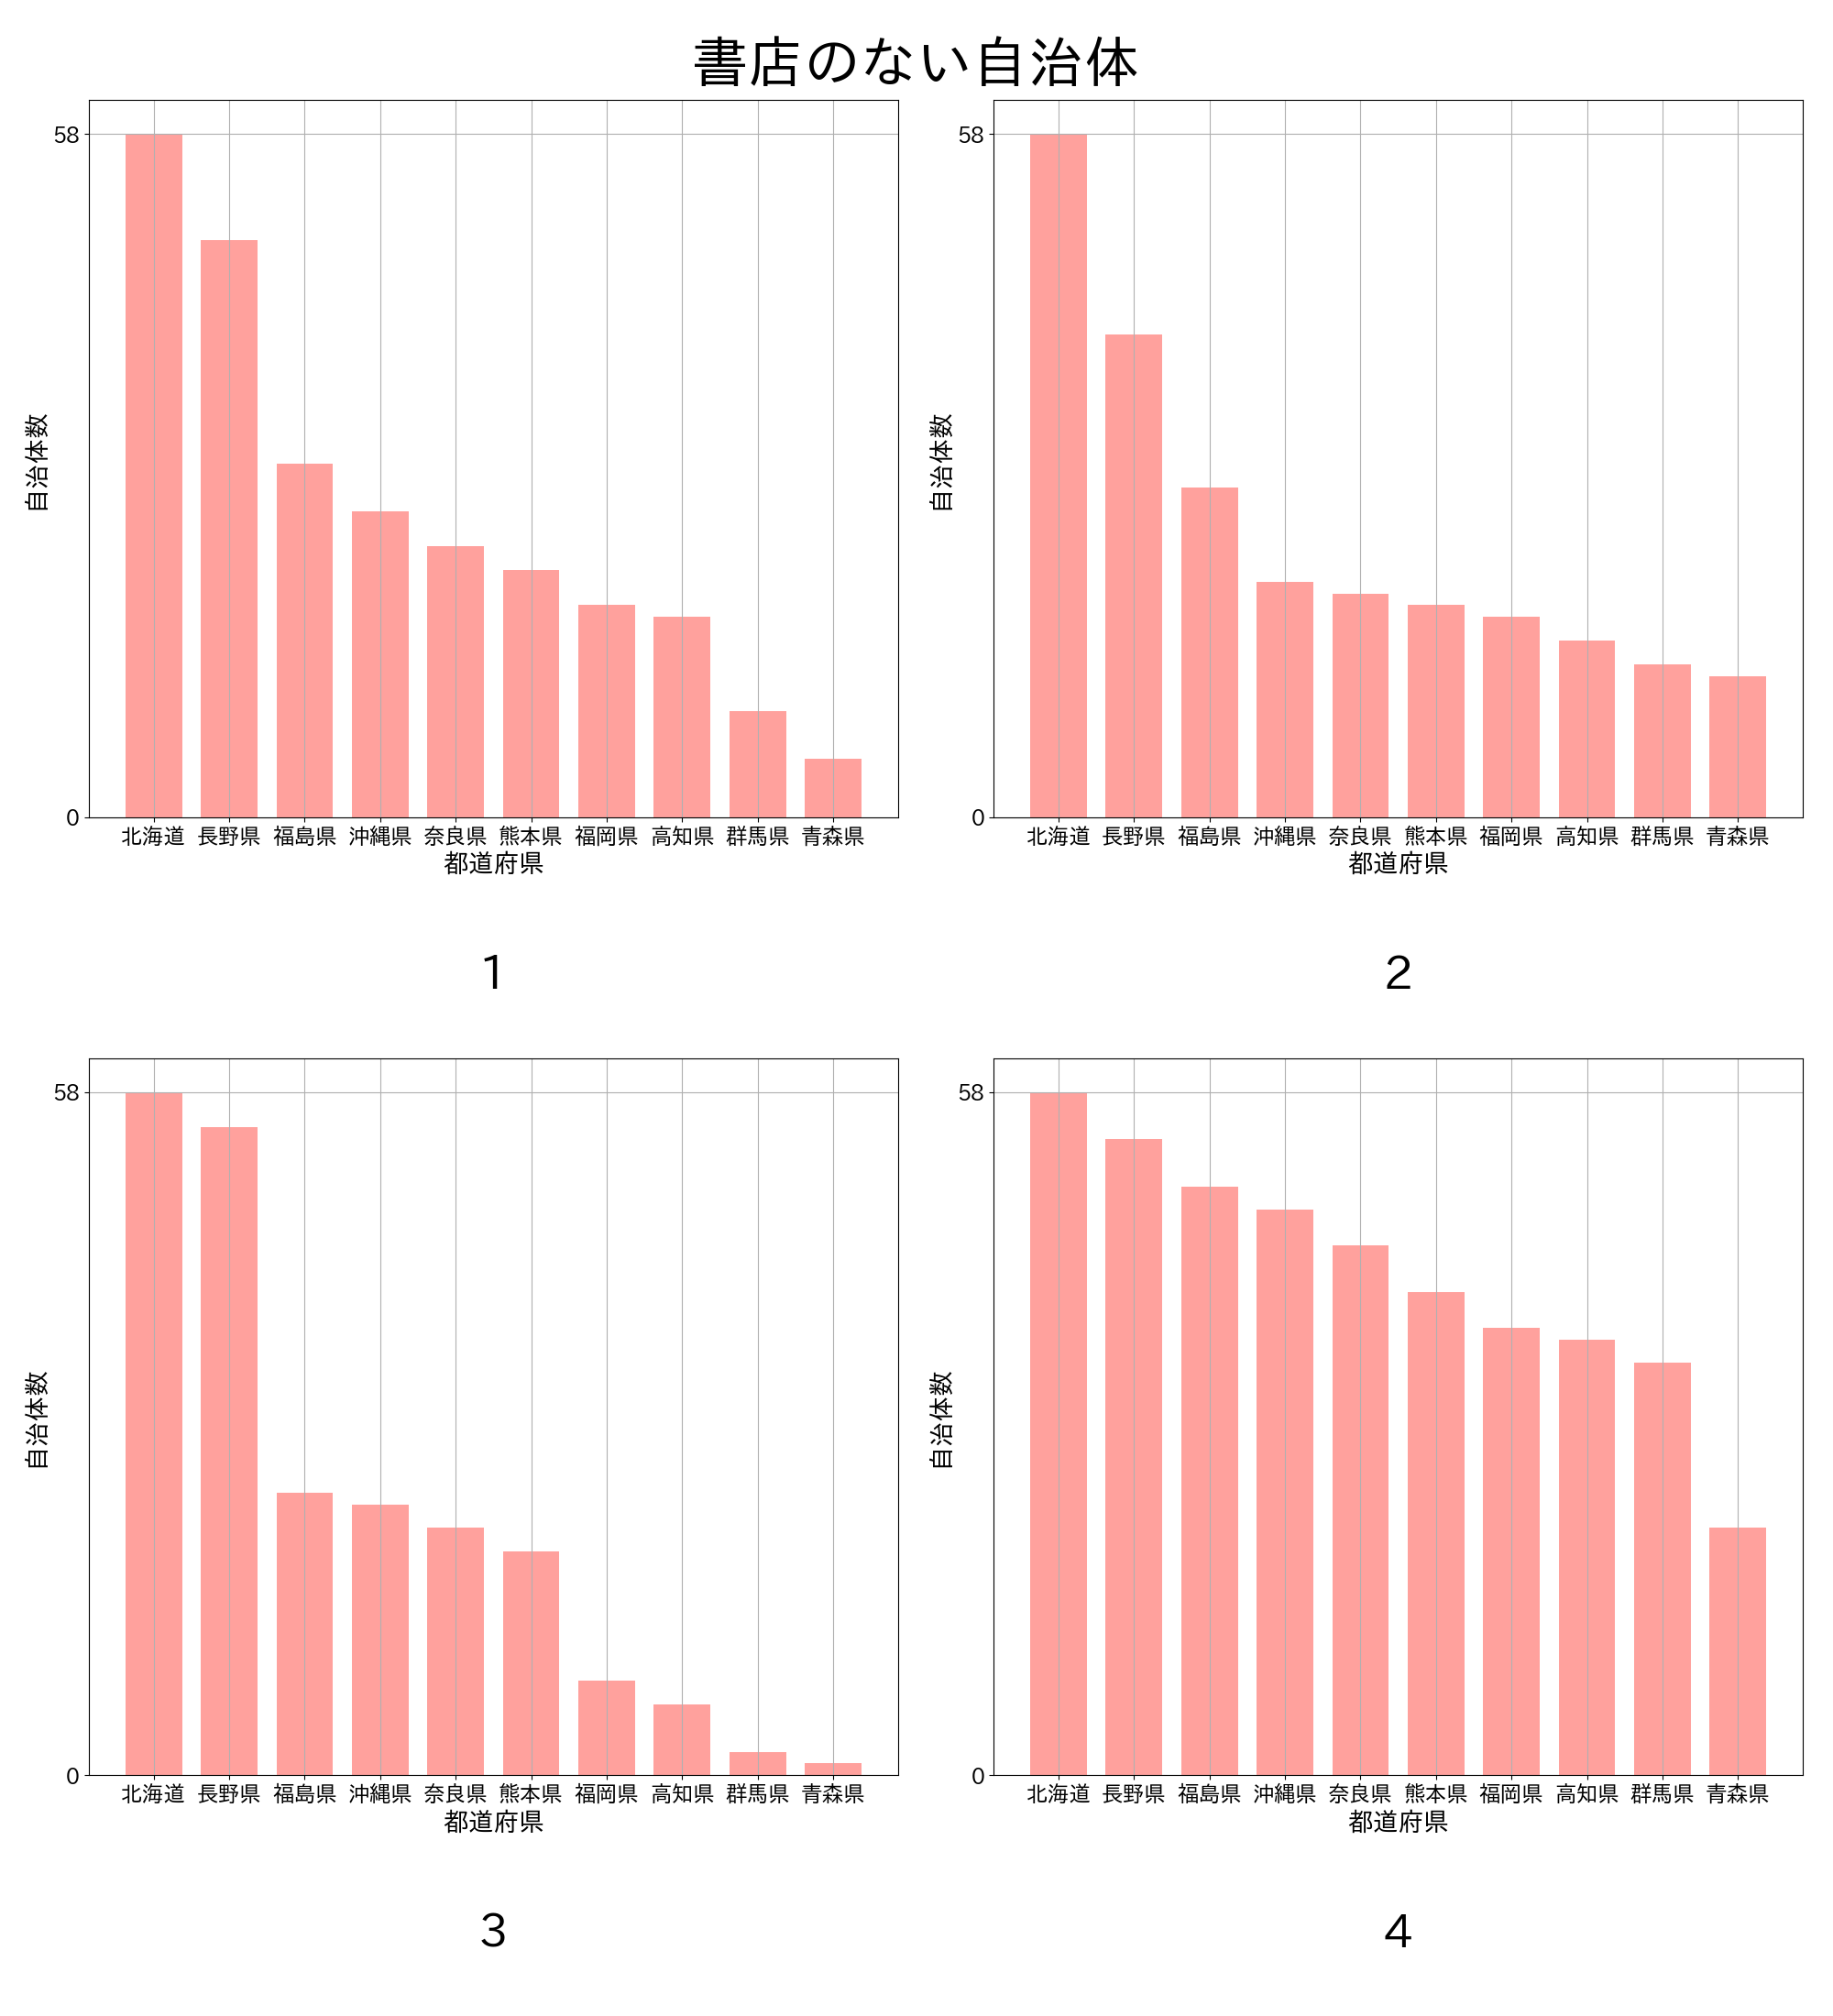 書店のない自治体
58
0
自治体数
北海道 長野県 福島県 沖縄県 奈良県 熊本県 福岡県 高知県 群馬県 青森県
都道府県
1
58
0
自治体数
北海道 長野県 福島県 沖縄県 奈良県 熊本県 福岡県 高知県 群馬県 青森県
都道府県
2
58
0
自治体数
北海道 長野県 福島県 沖縄県 奈良県 熊本県 福岡県 高知県 群馬県 青森県
都道府県
3
58
0
自治体数
北海道 長野県 福島県 沖縄県 奈良県 熊本県 福岡県 高知県 群馬県 青森県
都道府県
4